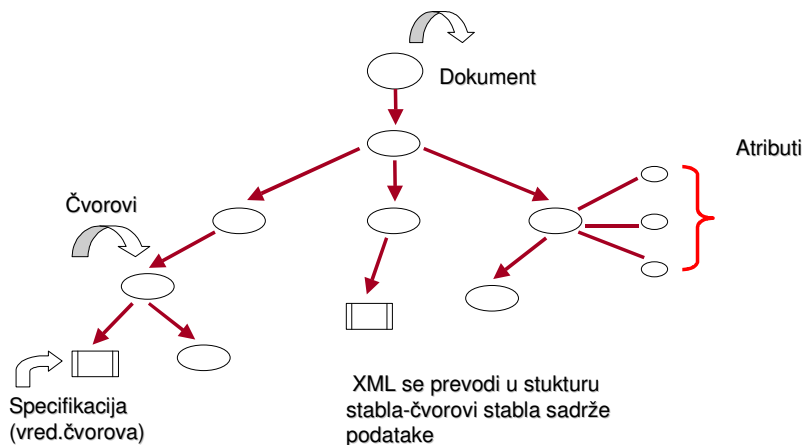 Dokument
Atributi
Čvorovi
Specifikacija
(vred.čvorova)
XML se prevodi u stukturu
stabla-čvorovi stabla sadrže
podatake